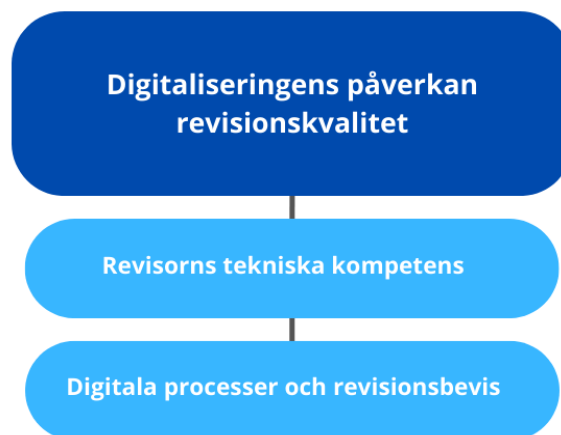 Digitaliseringens påverkan
revisionskvalitet
Revisorns tekniska kompetens
Digitala processer och revisionsbevis